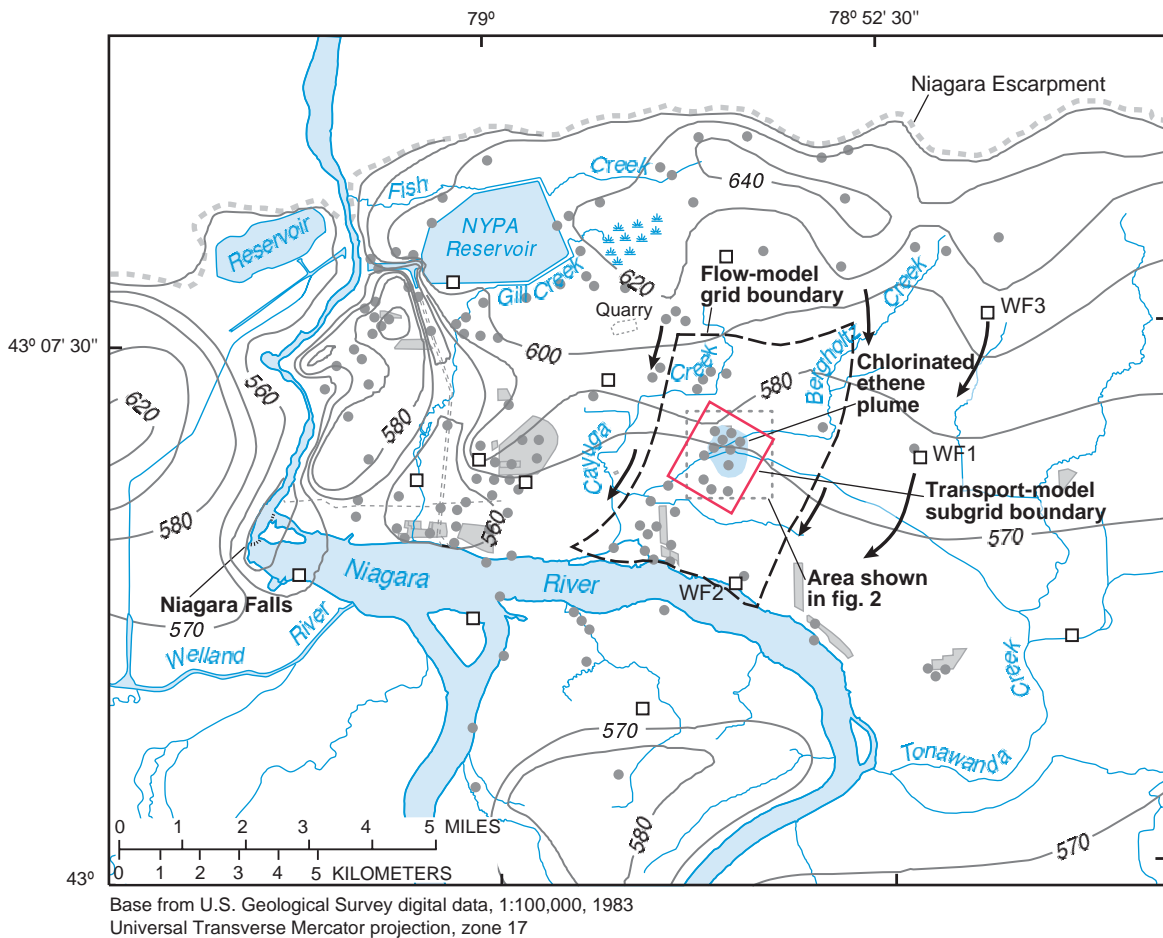 79º
78º 52' 30"
Niagara Escarpment
Creek
Fish
640
NYPA
Reservoir
Reservoir
620
Flow-model
grid boundary
Gill Creek
Quarry
Creek
WF3
43º 07' 30"
600
Creek
Bergholtz
Chlorinated
ethene
plume
580
560
620
580
Cayuga
WF1
Transport-model
subgrid boundary
570
580
560
Niagara
River
WF2
Area shown
in fig. 2
Niagara Falls
570
River
Welland
Creek
570
Tonawanda
580
570
0 1 2 3 4 5 MILES
0 1 2 3 4 5 KILOMETERS
43º
Base from U.S. Geological Survey digital data, 1:100,000, 1983
Universal Transverse Mercator projection, zone 17